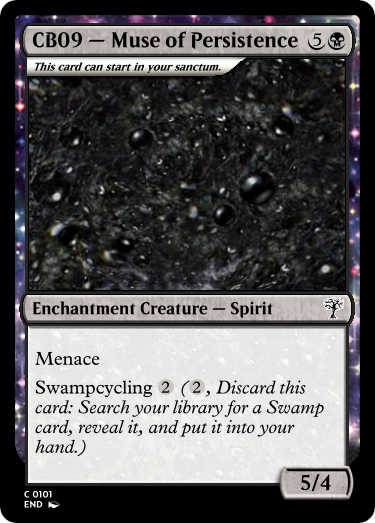 CB09 — Muse of Persistence 5
This card can start in your sanctum.
Enchantment Creature — Spirit
Menace
Swampcycling 2 (2, Discard this
card: Search your library for a Swamp
card, reveal it, and put it into your
hand.)
5/4
C 0101
END